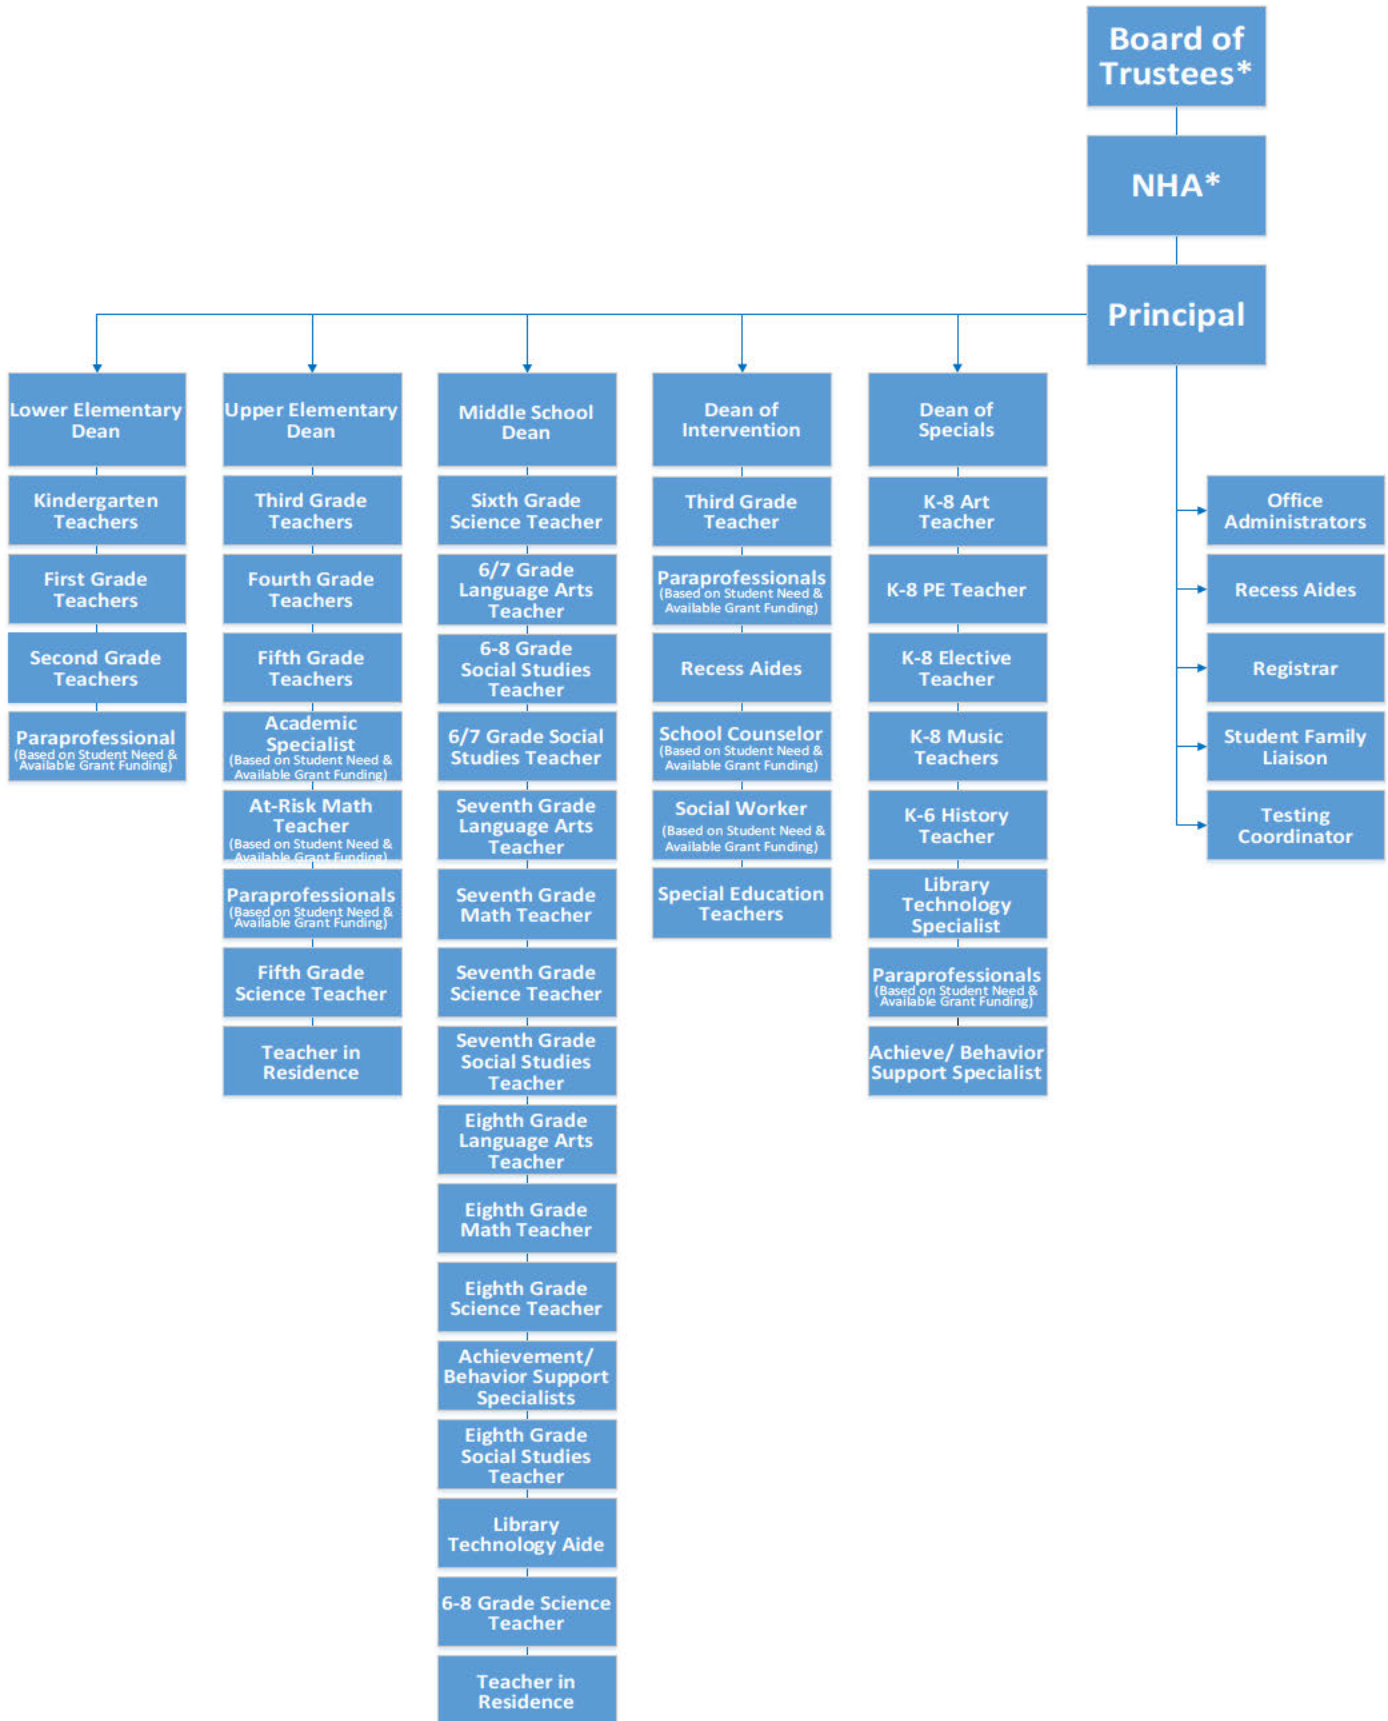 Board of
Trustees*
NHA*
Principal
Lower Elementary
Dean
Kindergarten
Teachers
First Grade
Teachers
Second Grade
Teachers
Paraprofessional
(Based on Student Need &
Available Grant Funding)
Upper Elementary
Dean
Third Grade
Teachers
Fourth Grade
Teachers
Fifth Grade
Teachers
Academic
Specialist
(Based on Student Need &
Available Grant Funding)
At-Risk Math
Teacher
(Based on Student Need &
Available Grant Funding)
Paraprofessionals
(Based on Student Need &
Available Grant Funding)
Fifth Grade
Science Teacher
Teacher in
Residence
Middle School
Dean
Sixth Grade
Science Teacher
6/7 Grade
Language Arts
Teacher
6-8 Grade
Social Studies
Teacher
6/7 Grade Social
Studies Teacher
Seventh Grade
Language Arts
Teacher
Seventh Grade
Math Teacher
Seventh Grade
Science Teacher
Seventh Grade
Social Studies
Teacher
Eighth Grade
Language Arts
Teacher
Eighth Grade
Math Teacher
Eighth Grade
Science Teacher
Achievement/
Behavior Support
Specialists
Eighth Grade
Social Studies
Teacher
Library
Technology Aide
6-8 Grade Science
Teacher
Teacher in
Residence
Dean of
Intervention
Third Grade
Teacher
Paraprofessionals
(Based on Student Need &
Available Grant Funding)
Recess Aides
School Counselor
(Based on Student Need &
Available Grant Funding)
Social Worker
(Based on Student Need &
Available Grant Funding)
Special Education
Teachers
Dean of
Specials
K-8 Art
Teacher
K-8 PE Teacher
K-8 Elective
Teacher
K-8 Music
Teachers
K-6 History
Teacher
Library
Technology
Specialist
Paraprofessionals
(Based on Student Need &
Available Grant Funding)
Achieve/ Behavior
Support Specialist
Office
Administrators
Recess Aides
Registrar
Student Family
Liaison
Testing
Coordinator